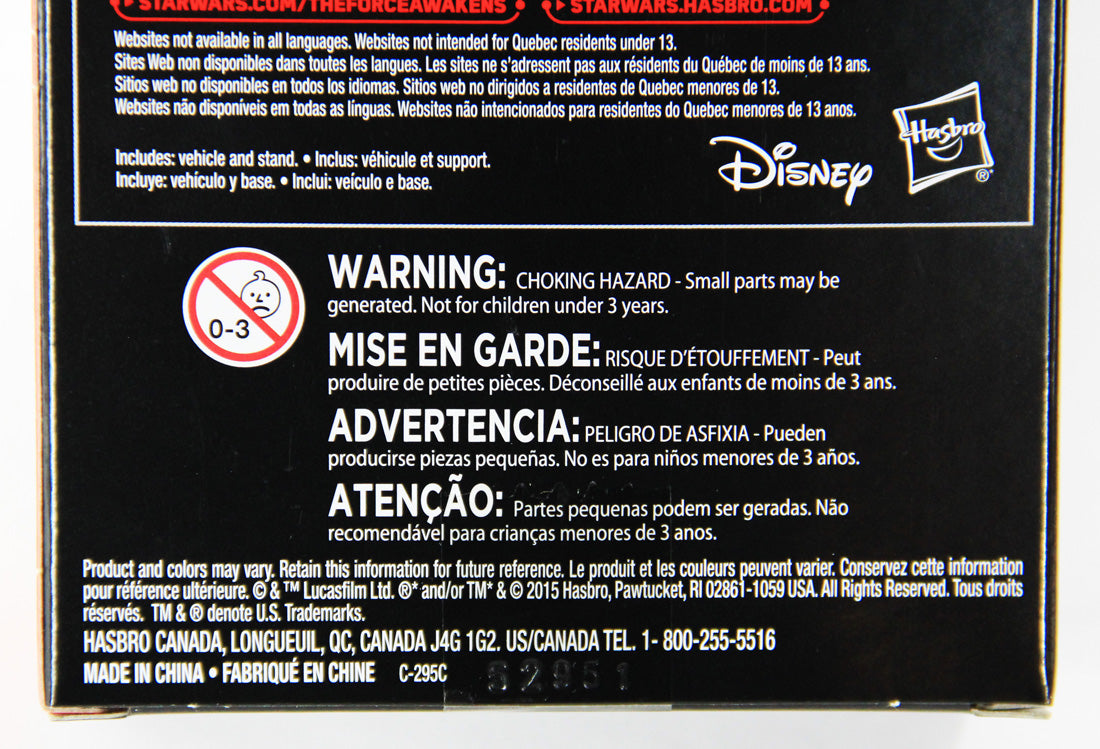 STARWARS.COM/THEFORCEAWAKENS STARWARS.HASBRO.COM
Websites not available in all languages. Websites not intended for Quebec residents under 13.
Sites Web non disponibles dans toutes les langues. Les sites ne s'adressent pas aux résidents du Québec de moins de 13 ans.
Sitios web no disponibles en todos los idiomas. Sitios web no dirigidos a residentes de Quebec menores de 13.
Websites não disponíveis em todas as línguas. Websites não intencionados para residentes do Quebec menores de 13 anos.
Includes: vehicle and stand. • Inclus: véhicule et support.
Incluye: vehículo y base. • Inclui: veículo e base.
Disney
Hasbro
®
0-3
WARNING: CHOKING HAZARD - Small parts may be
generated. Not for children under 3 years.
MISE EN GARDE: RISQUE D'ÉTOUFFEMENT - Peut
produire de petites pièces. Déconseillé aux enfants de moins de 3 ans.
ADVERTENCIA: PELIGRO DE ASFIXIA - Pueden
producirse piezas pequeñas. No es para niños menores de 3 años.
ATENÇÃO: Partes pequenas podem ser geradas. Não
recomendável para crianças menores de 3 anos.
Product and colors may vary. Retain this information for future reference. Le produit et les couleurs peuvent varier. Conservez cette information
pour référence ultérieure. © & ™ Lucasfilm Ltd. ®* and/or TM* & © 2015 Hasbro, Pawtucket, RI 02861-1059 USA. All Rights Reserved. Tous droits
réservés. TM & ® denote U.S. Trademarks.
HASBRO CANADA, LONGUEUIL, QC, CANADA J4G 1G2. US/CANADA TEL. 1- 800-255-5516
MADE IN CHINA • FABRIQUÉ EN CHINE C-295C 52951